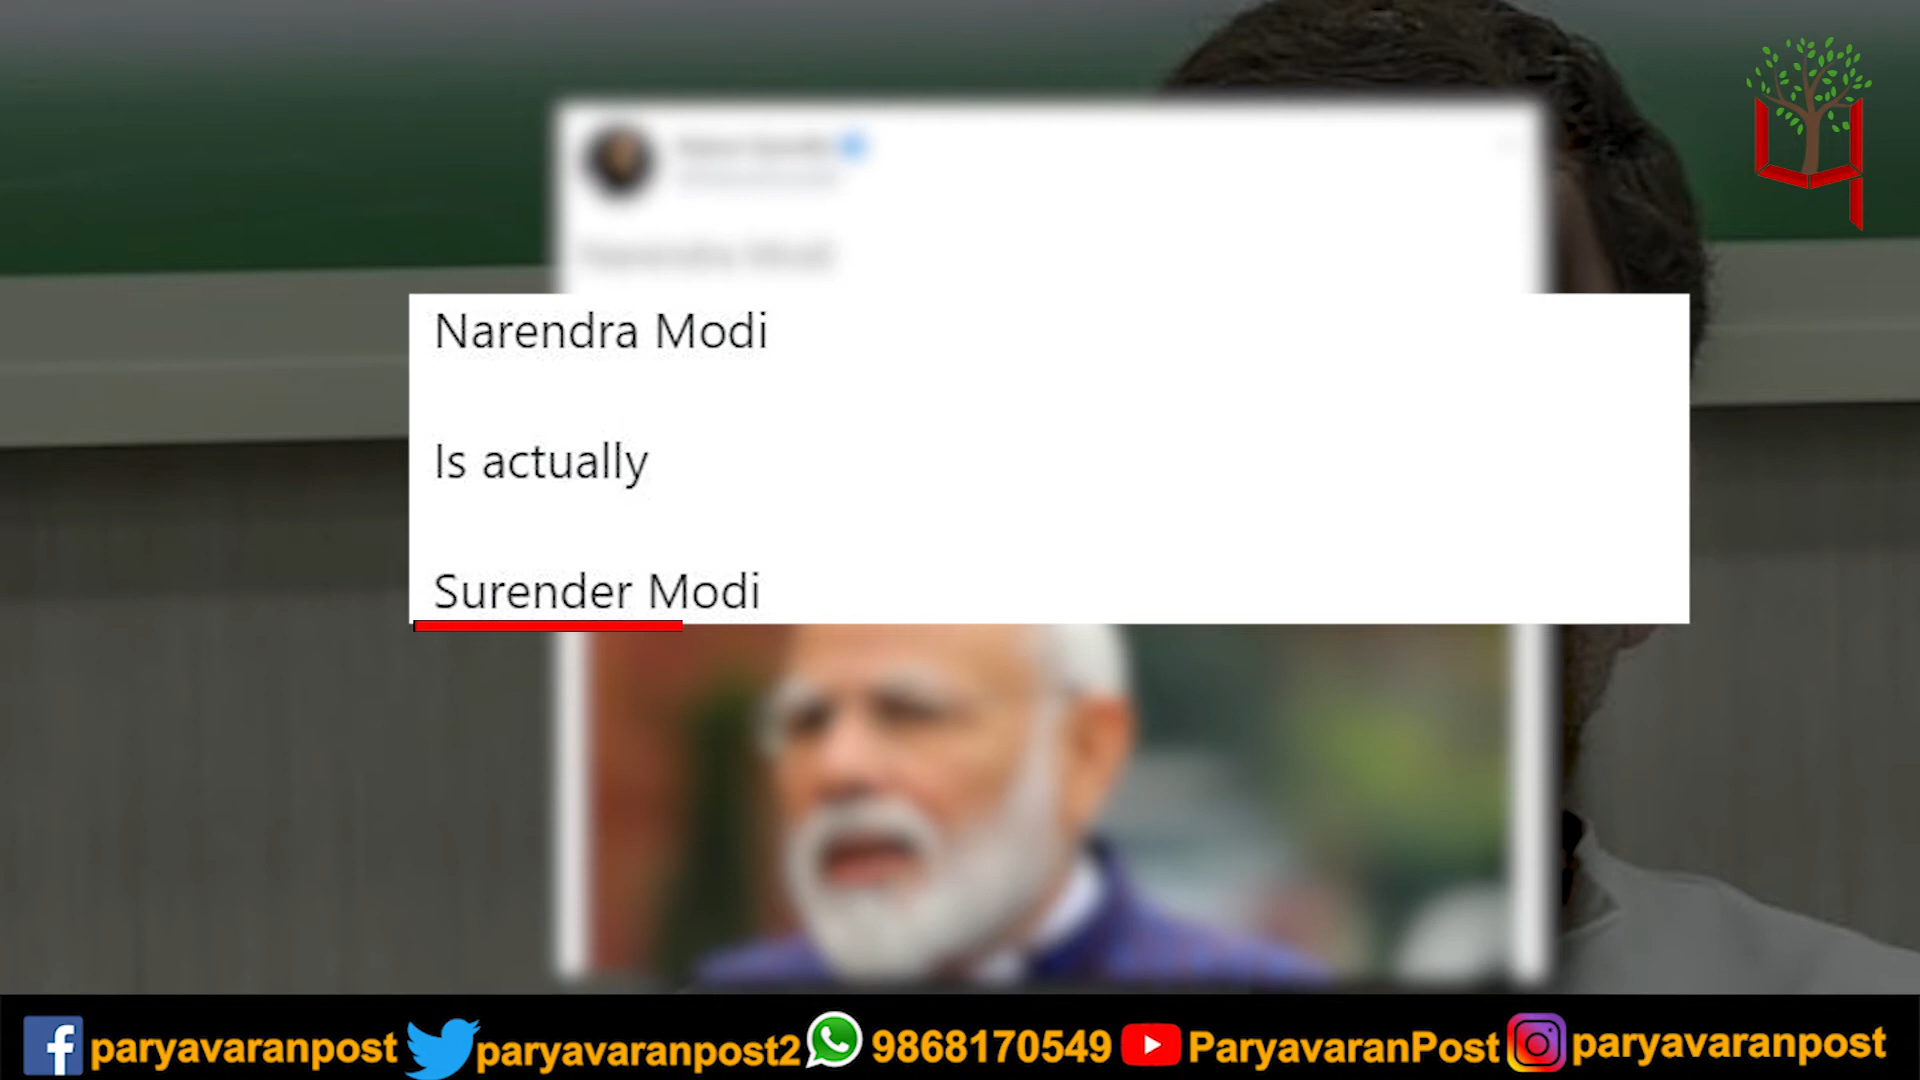 Narendra Modi
Is actually
Surender Modi
paryavaranpost paryavaranpost2 9868170549 ParyavaranPost paryavaranpost